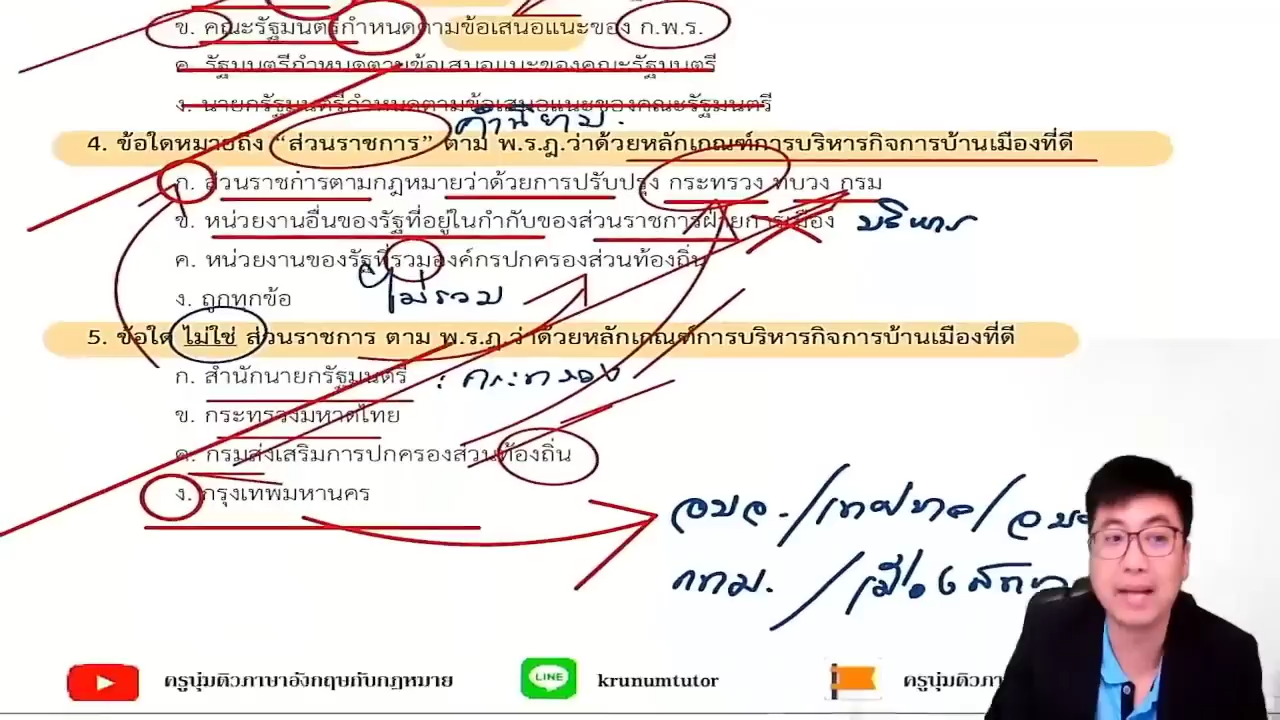 ข. คณะรัฐมนตรีกำหนดตามข้อเสนอแนะของ ก.พ.ร.
ค. รัฐมนตรีกำหนดตามข้อเสนอแนะของคณะรัฐมนตรี
ง. นายกรัฐมนตรีกำหนดตามข้อเสนอแนะของคณะรัฐมนตรี
คำนิยาม.
4. ข้อใดหมายถึง “ส่วนราชการ” ตาม พ.ร.ฎ.ว่าด้วยหลักเกณฑ์การบริหารกิจการบ้านเมืองที่ดี
ก. ส่วนราชการตามกฎหมายว่าด้วยการปรับปรุง กระทรวง ทบวง กรม
ข. หน่วยงานอื่นของรัฐที่อยู่ในกำกับของส่วนราชการฝ่ายการเมือง บริหาร
ค. หน่วยงานของรัฐที่รวมองค์กรปกครองส่วนท้องถิ่น
ง. ถูกทุกข้อ ไม่รวม
5. ข้อใด ไม่ใช่ ส่วนราชการ ตาม พ.ร.ฎ.ว่าด้วยหลักเกณฑ์การบริหารกิจการบ้านเมืองที่ดี
ก. สำนักนายกรัฐมนตรี : กระทรวง
ข. กระทรวงมหาดไทย
ค. กรมส่งเสริมการปกครองส่วนท้องถิ่น
ง. กรุงเทพมหานคร
อบจ. / เทศบาล /
กทม. / เมือง
ครูนุ่มติวภาษาอังกฤษกับกฎหมาย
LINE krunumtutor
ครูนุ่มติวภา